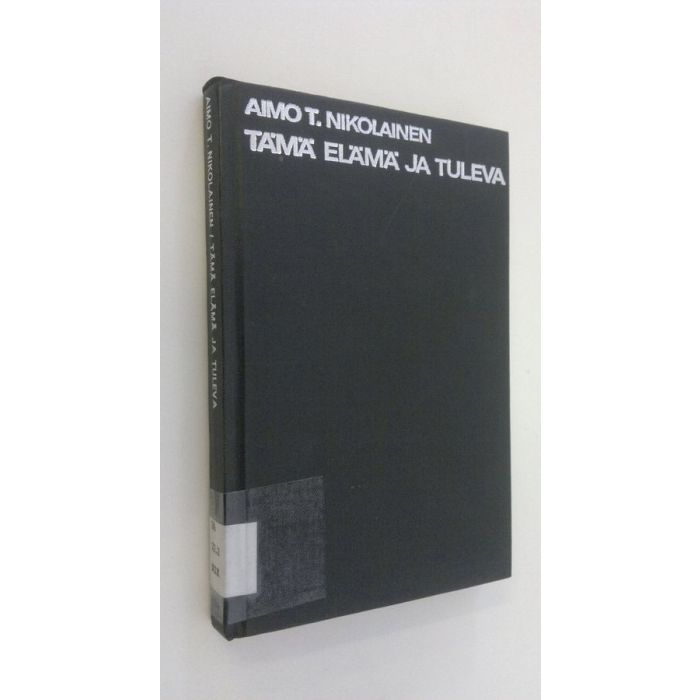 AIMO T. NIKOLAINEN
TÄMÄ ELÄMÄ JA TULEVA
AIMO T. NIKOLAINEN / TÄMÄ ELÄMÄ JA TULEVA